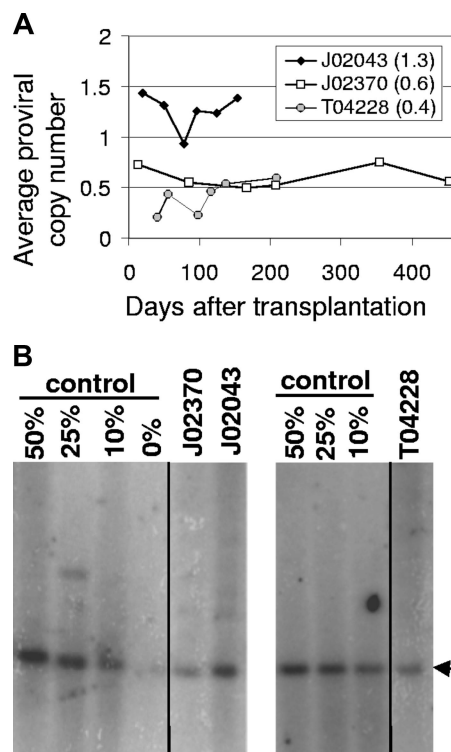 A
Average proviral
copy number
2
1.5
1
0.5
0
J02043 (1.3)
J02370 (0.6)
T04228 (0.4)
0 100 200 300 400
Days after transplantation
B
control
50% 25% 10% 0% J02370 J02043
control
50% 25% 10% T04228